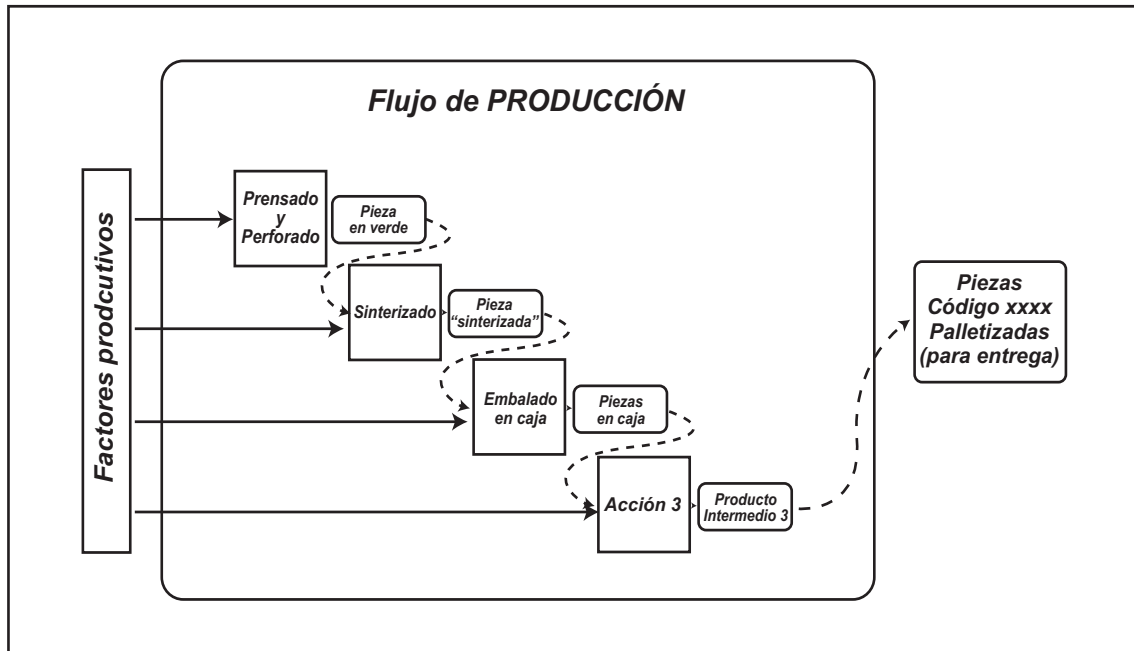 Flujo de PRODUCCIÓN
Factores prodcutivos
Prensado
y
Perforado
Pieza
en verde
Sinterizado
Pieza
“sinterizada”
Embalado
en caja
Piezas
en caja
Acción 3
Producto
Intermedio 3
Piezas
Código xxxx
Palletizadas
(para entrega)